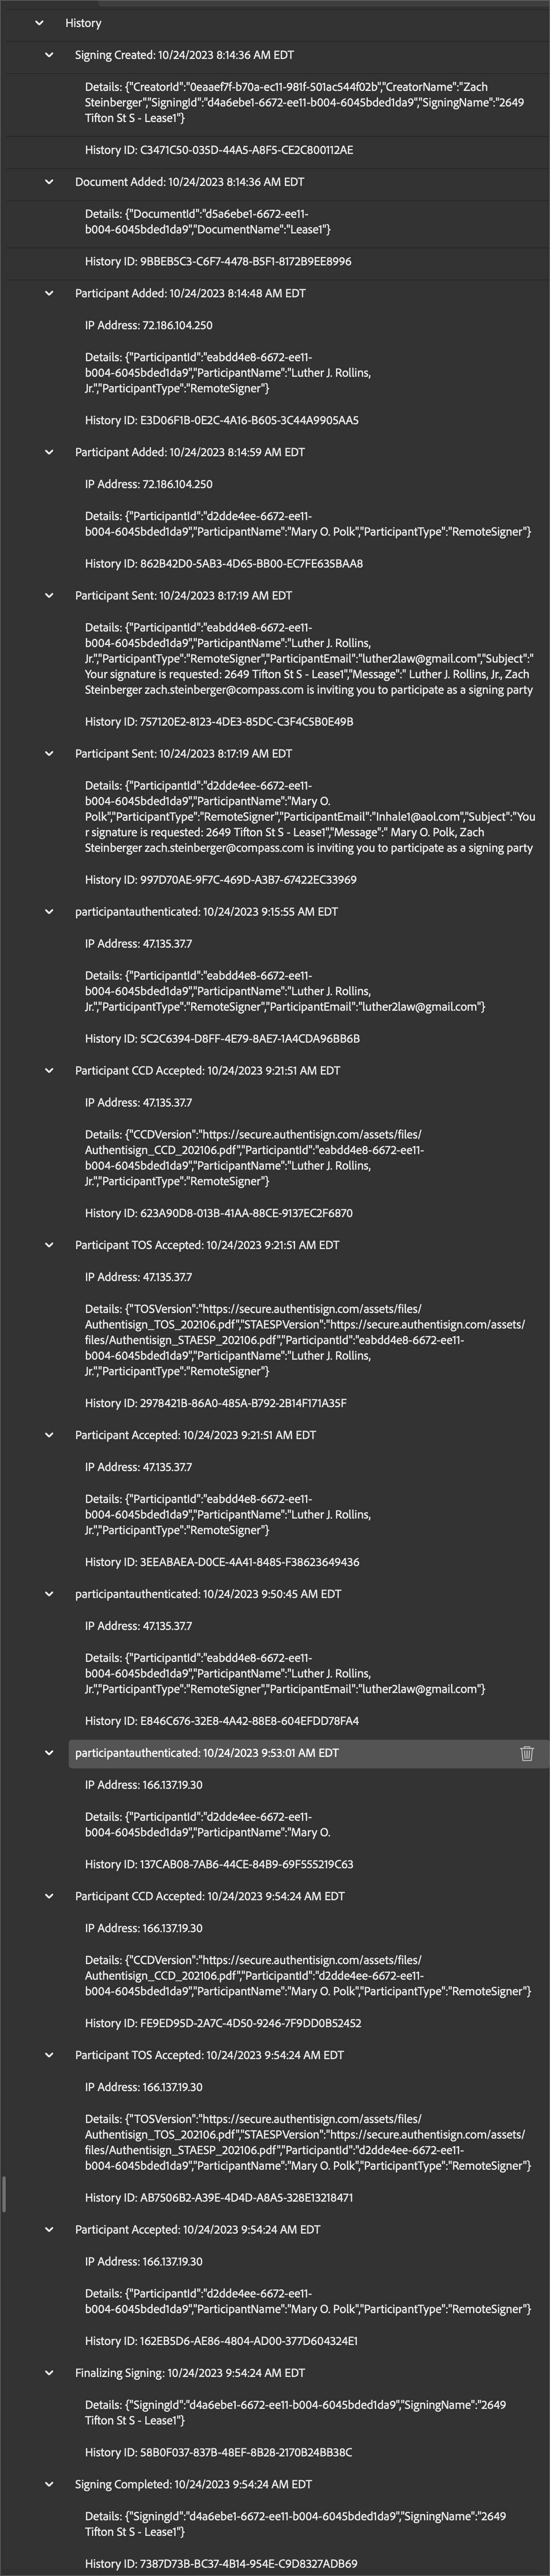 History
Signing Created: 10/24/2023 8:14:36 AM EDT
Details: {"CreatorId":"0eaaef7f-b70a-ec11-981f-501ac544f02b","CreatorName":"Zach
Steinberger","SigningId":"d4a6ebe1-6672-ee11-b004-6045bded1da9","SigningName":"2649
Tifton St S - Lease1"}
History ID: C3471C50-035D-44A5-A8F5-CE2C800112AE
Document Added: 10/24/2023 8:14:36 AM EDT
Details: {"DocumentId":"d5a6ebe1-6672-ee11-
b004-6045bded1da9","DocumentName":"Lease1"}
History ID: 9BBEB5C3-C6F7-4478-B5F1-8172B9EE8996
Participant Added: 10/24/2023 8:14:48 AM EDT
IP Address: 72.186.104.250
Details: {"ParticipantId":"eabdd4e8-6672-ee11-
b004-6045bded1da9","ParticipantName":"Luther J. Rollins,
Jr.","ParticipantType":"RemoteSigner"}
History ID: E3D06F1B-0E2C-4A16-B605-3C44A9905AA5
Participant Added: 10/24/2023 8:14:59 AM EDT
IP Address: 72.186.104.250
Details: {"ParticipantId":"d2dde4ee-6672-ee11-
b004-6045bded1da9","ParticipantName":"Mary O. Polk","ParticipantType":"RemoteSigner"}
History ID: 862B42D0-5AB3-4D65-BB00-EC7FE635BAA8
Participant Sent: 10/24/2023 8:17:19 AM EDT
Details: {"ParticipantId":"eabdd4e8-6672-ee11-
b004-6045bded1da9","ParticipantName":"Luther J. Rollins,
Jr.","ParticipantType":"RemoteSigner","ParticipantEmail":"luther2law@gmail.com","Subject":"
Your signature is requested: 2649 Tifton St S - Lease1","Message":" Luther J. Rollins, Jr., Zach
Steinberger zach.steinberger@compass.com is inviting you to participate as a signing party
History ID: 757120E2-8123-4DE3-85DC-C3F4C5B0E49B
Participant Sent: 10/24/2023 8:17:19 AM EDT
Details: {"ParticipantId":"d2dde4ee-6672-ee11-
b004-6045bded1da9","ParticipantName":"Mary O.
Polk","ParticipantType":"RemoteSigner","ParticipantEmail":"Inhale1@aol.com","Subject":"You
r signature is requested: 2649 Tifton St S - Lease1","Message":" Mary O. Polk, Zach
Steinberger zach.steinberger@compass.com is inviting you to participate as a signing party
History ID: 997D70AE-9F7C-469D-A3B7-67422EC33969
participantauthenticated: 10/24/2023 9:15:55 AM EDT
IP Address: 47.135.37.7
Details: {"ParticipantId":"eabdd4e8-6672-ee11-
b004-6045bded1da9","ParticipantName":"Luther J. Rollins,
Jr.","ParticipantType":"RemoteSigner","ParticipantEmail":"luther2law@gmail.com"}
History ID: 5C2C6394-D8FF-4E79-8AE7-1A4CDA96BB6B
Participant CCD Accepted: 10/24/2023 9:21:51 AM EDT
IP Address: 47.135.37.7
Details: {"CCDVersion":"https://secure.authentisign.com/assets/files/
Authentisign_CCD_202106.pdf","ParticipantId":"eabdd4e8-6672-ee11-
b004-6045bded1da9","ParticipantName":"Luther J. Rollins,
Jr.","ParticipantType":"RemoteSigner"}
History ID: 623A90D8-013B-41AA-88CE-9137EC2F6870
Participant TOS Accepted: 10/24/2023 9:21:51 AM EDT
IP Address: 47.135.37.7
Details: {"TOSVersion":"https://secure.authentisign.com/assets/files/
Authentisign_TOS_202106.pdf","STAESPVersion":"https://secure.authentisign.com/assets/
files/Authentisign_STAESP_202106.pdf","ParticipantId":"eabdd4e8-6672-ee11-
b004-6045bded1da9","ParticipantName":"Luther J. Rollins,
Jr.","ParticipantType":"RemoteSigner"}
History ID: 2978421B-86A0-485A-B792-2B14F171A35F
Participant Accepted: 10/24/2023 9:21:51 AM EDT
IP Address: 47.135.37.7
Details: {"ParticipantId":"eabdd4e8-6672-ee11-
b004-6045bded1da9","ParticipantName":"Luther J. Rollins,
Jr.","ParticipantType":"RemoteSigner"}
History ID: 3EEABAEA-D0CE-4A41-8485-F38623649436
participantauthenticated: 10/24/2023 9:50:45 AM EDT
IP Address: 47.135.37.7
Details: {"ParticipantId":"eabdd4e8-6672-ee11-
b004-6045bded1da9","ParticipantName":"Luther J. Rollins,
Jr.","ParticipantType":"RemoteSigner","ParticipantEmail":"luther2law@gmail.com"}
History ID: E846C676-32E8-4A42-88E8-604EFDD78FA4
participantauthenticated: 10/24/2023 9:53:01 AM EDT
IP Address: 166.137.19.30
Details: {"ParticipantId":"d2dde4ee-6672-ee11-
b004-6045bded1da9","ParticipantName":"Mary O.
History ID: 137CAB08-7AB6-44CE-84B9-69F555219C63
Participant CCD Accepted: 10/24/2023 9:54:24 AM EDT
IP Address: 166.137.19.30
Details: {"CCDVersion":"https://secure.authentisign.com/assets/files/
Authentisign_CCD_202106.pdf","ParticipantId":"d2dde4ee-6672-ee11-
b004-6045bded1da9","ParticipantName":"Mary O. Polk","ParticipantType":"RemoteSigner"}
History ID: FE9ED95D-2A7C-4D50-9246-7F9DD0B52452
Participant TOS Accepted: 10/24/2023 9:54:24 AM EDT
IP Address: 166.137.19.30
Details: {"TOSVersion":"https://secure.authentisign.com/assets/files/
Authentisign_TOS_202106.pdf","STAESPVersion":"https://secure.authentisign.com/assets/
files/Authentisign_STAESP_202106.pdf","ParticipantId":"d2dde4ee-6672-ee11-
b004-6045bded1da9","ParticipantName":"Mary O. Polk","ParticipantType":"RemoteSigner"}
History ID: AB7506B2-A39E-4D4D-A8A5-328E13218471
Participant Accepted: 10/24/2023 9:54:24 AM EDT
IP Address: 166.137.19.30
Details: {"ParticipantId":"d2dde4ee-6672-ee11-
b004-6045bded1da9","ParticipantName":"Mary O. Polk","ParticipantType":"RemoteSigner"}
History ID: 162EB5D6-AE86-4804-AD00-377D604324E1
Finalizing Signing: 10/24/2023 9:54:24 AM EDT
Details: {"SigningId":"d4a6ebe1-6672-ee11-b004-6045bded1da9","SigningName":"2649
Tifton St S - Lease1"}
History ID: 58B0F037-837B-48EF-8B28-2170B24BB38C
Signing Completed: 10/24/2023 9:54:24 AM EDT
Details: {"SigningId":"d4a6ebe1-6672-ee11-b004-6045bded1da9","SigningName":"2649
Tifton St S - Lease1"}
History ID: 7387D73B-BC37-4B14-954E-C9D8327ADB69